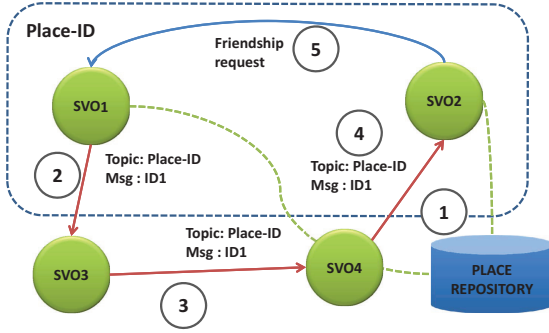 Place-ID
Friendship
request
5
SVO1
SVO2
4
2
Topic: Place-ID
Msg : ID1
Topic: Place-ID
Msg : ID1
1
Topic: Place-ID
Msg : ID1
SVO3
SVO4
PLACE
REPOSITORY
3